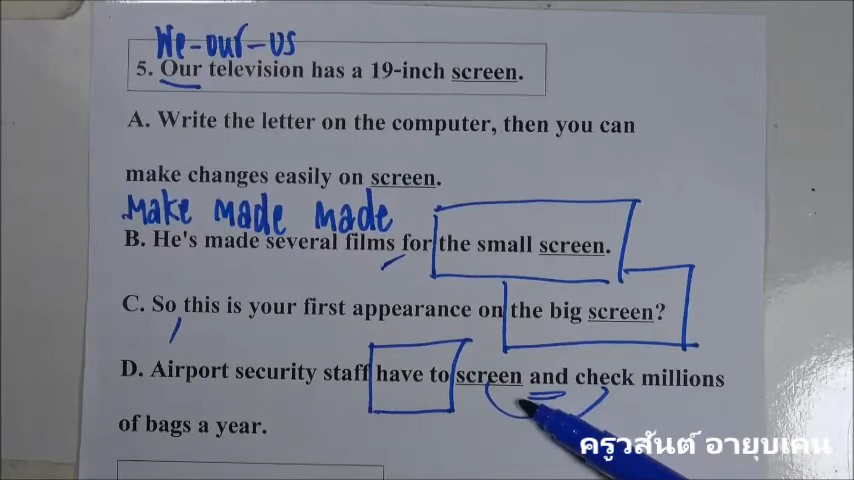 We-our-us
5. Our television has a 19-inch screen.
A. Write the letter on the computer, then you can
make changes easily on screen.
Make made made
B. He's made several films for the small screen.
C. So this is your first appearance on the big screen?
D. Airport security staff have to screen and check millions
of bags a year.
ครูวสันต์ อายุบเคน